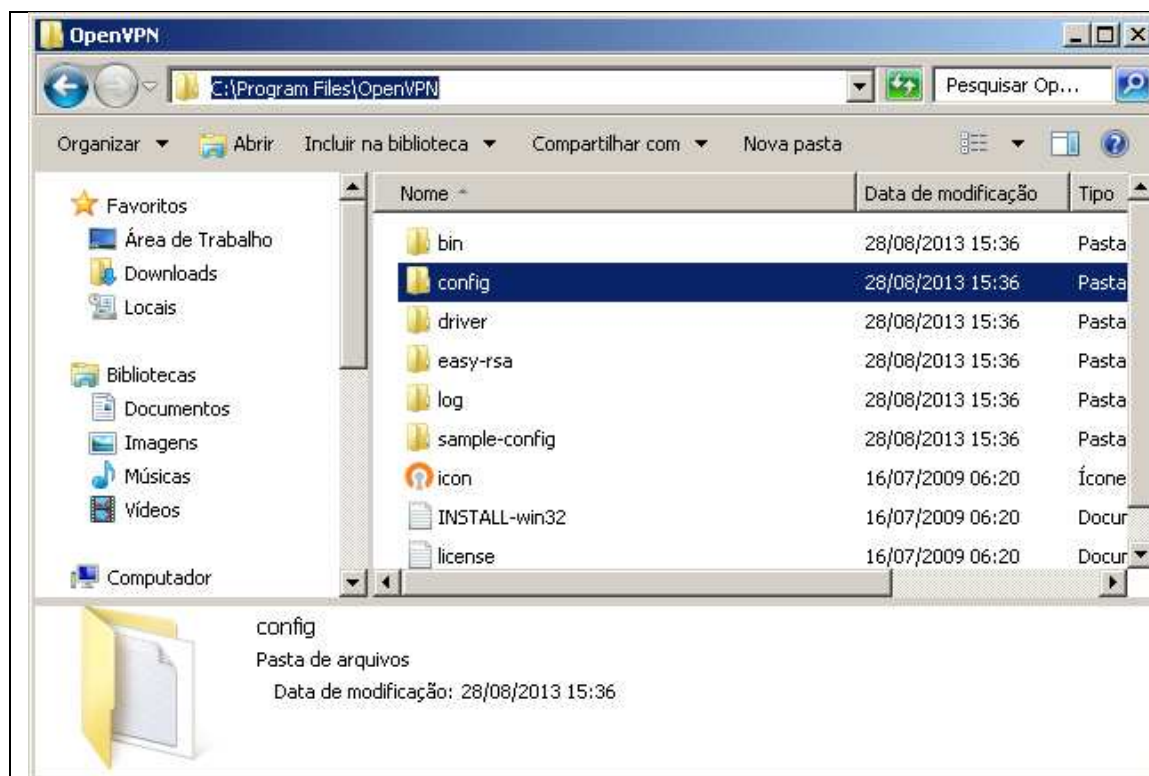 OpenVPN
C:\Program Files\OpenVPN
Pesquisar Op...
Organizar Abrir Incluir na biblioteca Compartilhar com Nova pasta
Favoritos
Área de Trabalho
Downloads
Locais
Bibliotecas
Documentos
Imagens
Músicas
Vídeos
Computador
Nome Data de modificação Tipo
bin 28/08/2013 15:36 Pasta
config 28/08/2013 15:36 Pasta
driver 28/08/2013 15:36 Pasta
easy-rsa 28/08/2013 15:36 Pasta
log 28/08/2013 15:36 Pasta
sample-config 28/08/2013 15:36 Pasta
icon 16/07/2009 06:20 Ícone
INSTALL-win32 16/07/2009 06:20 Docur
license 16/07/2009 06:20 Docur
config
Pasta de arquivos
Data de modificação: 28/08/2013 15:36